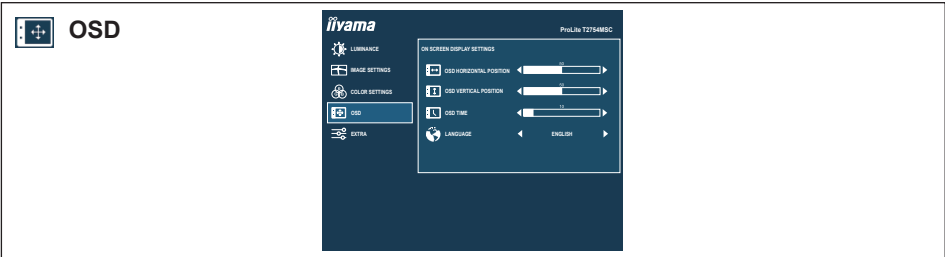 OSD
iiyama
ProLite T2754MSC
LUMINANCE
IMAGE SETTINGS
COLOR SETTINGS
OSD
EXTRA
ON SCREEN DISPLAY SETTINGS
OSD HORIZONTAL POSITION
OSD VERTICAL POSITION
OSD TIME
LANGUAGE
ENGLISH